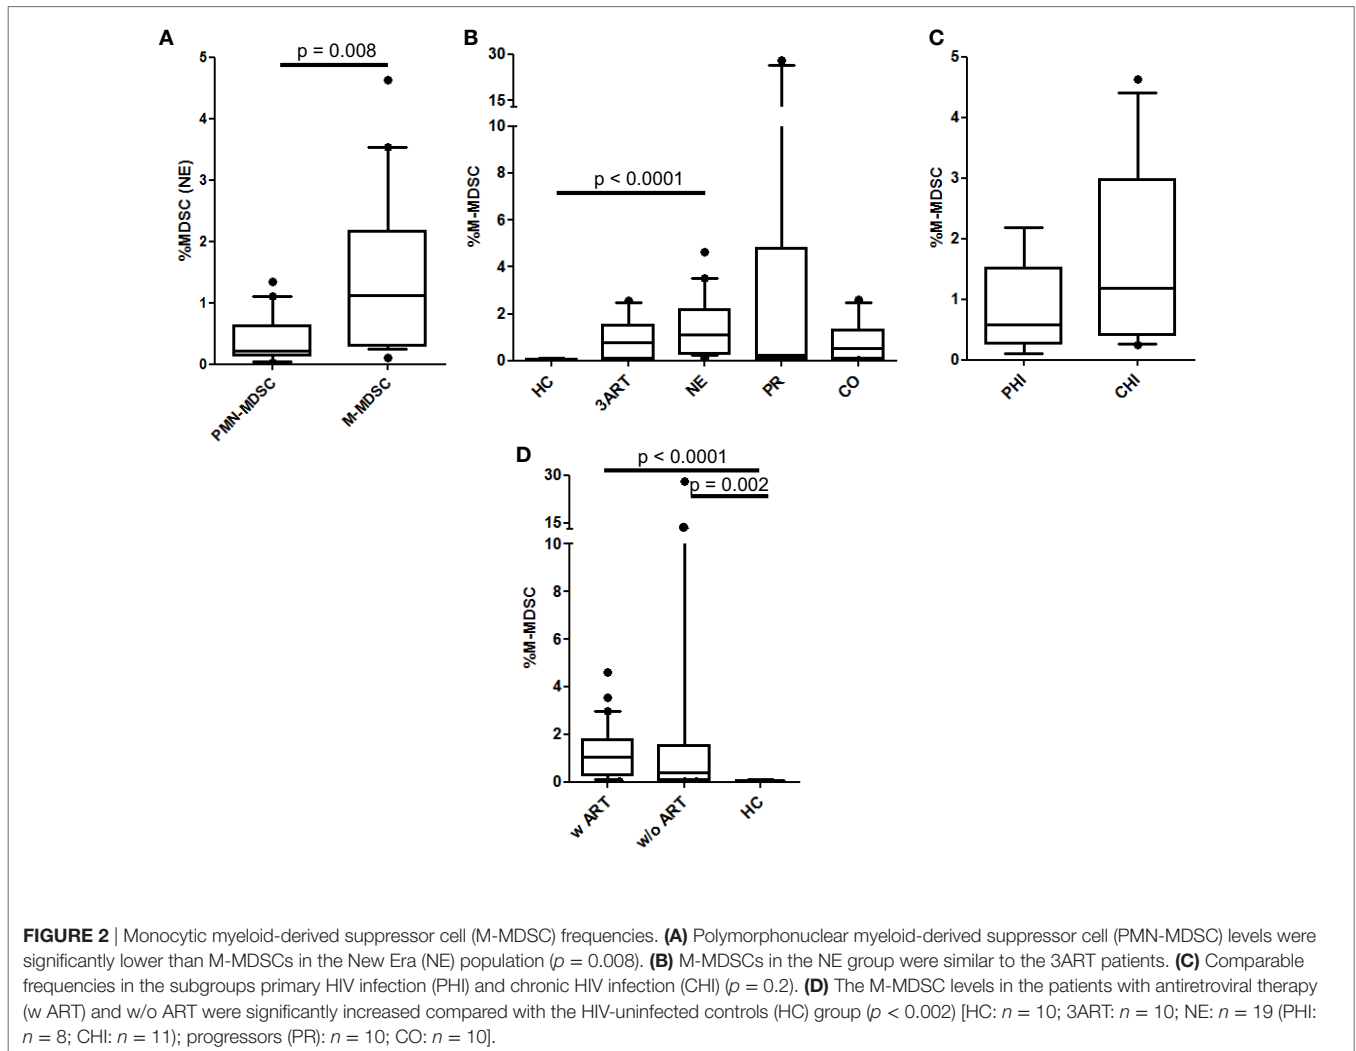 A
p = 0.008
5
4
3
2
1
0
%MDSC (NE)
PMN-MDSC
M-MDSC
B
30
15
10
8
6
4
2
0
%M-MDSC
p < 0.0001
HC
3ART
NE
PR
CO
C
5
4
3
2
1
0
%M-MDSC
PHI
CHI
D
p < 0.0001
p = 0.002
30
15
10
8
6
4
2
0
%M-MDSC
w ART
w/o ART
HC
FIGURE 2 | Monocytic myeloid-derived suppressor cell (M-MDSC) frequencies. (A) Polymorphonuclear myeloid-derived suppressor cell (PMN-MDSC) levels were
significantly lower than M-MDSCs in the New Era (NE) population (p = 0.008). (B) M-MDSCs in the NE group were similar to the 3ART patients. (C) Comparable
frequencies in the subgroups primary HIV infection (PHI) and chronic HIV infection (CHI) (p = 0.2). (D) The M-MDSC levels in the patients with antiretroviral therapy
(w ART) and w/o ART were significantly increased compared with the HIV-uninfected controls (HC) group (p < 0.002) [HC: n = 10; 3ART: n = 10; NE: n = 19 (PHI:
n = 8; CHI: n = 11); progressors (PR): n = 10; CO: n = 10].